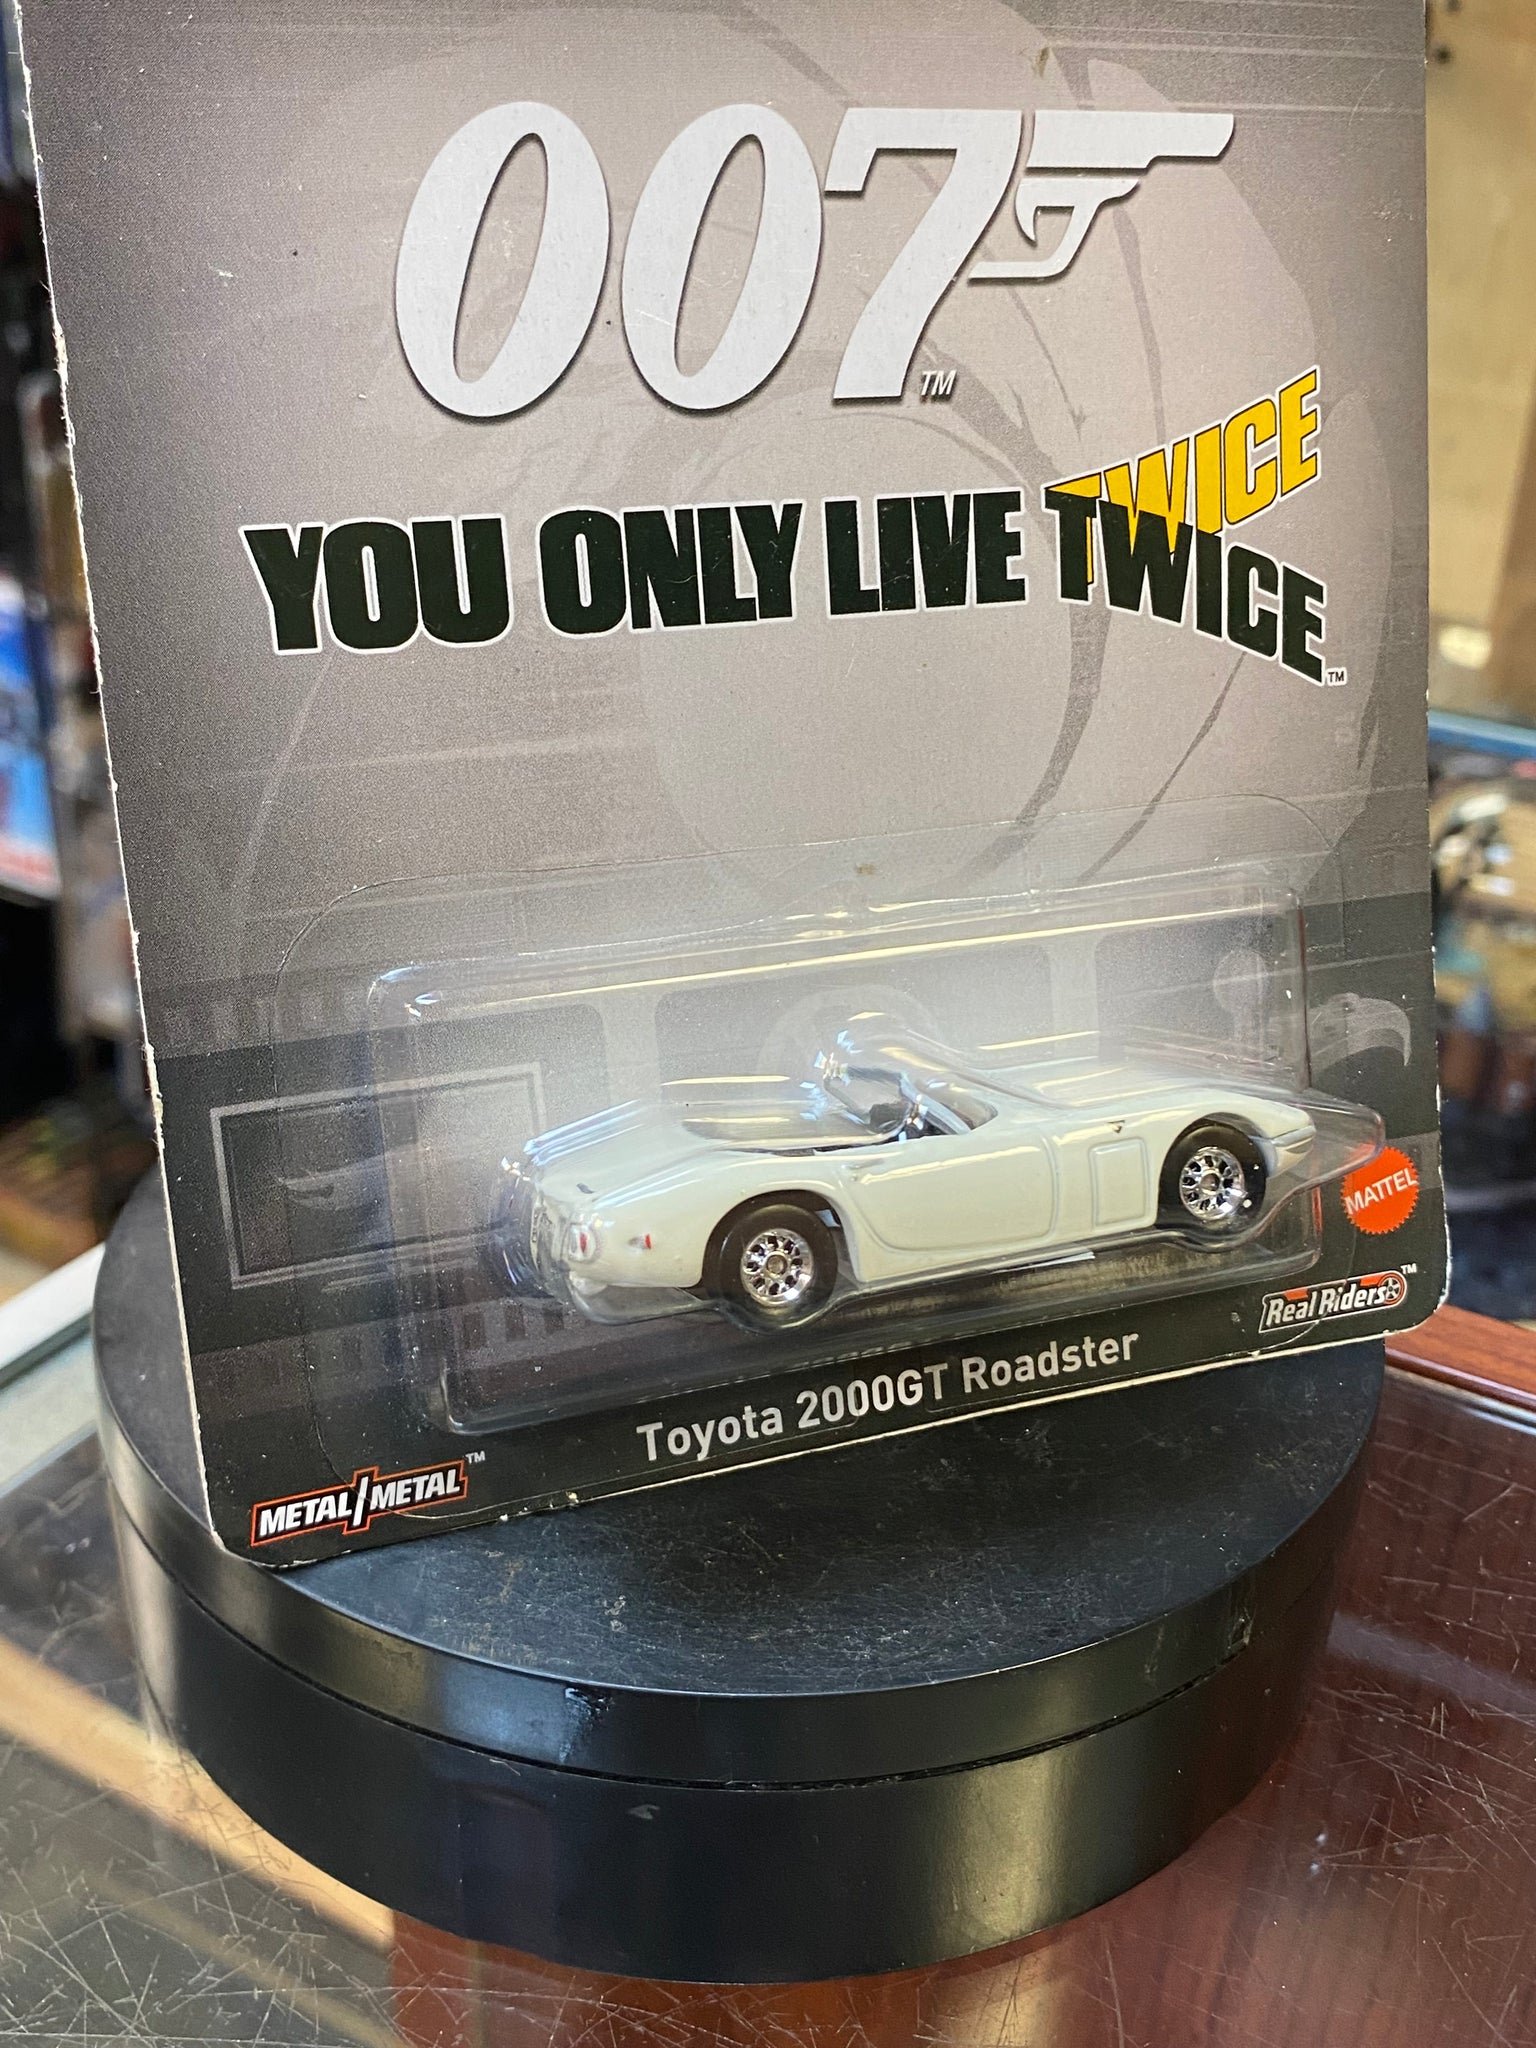 007
TM
YOU ONLY LIVE TWICE
TWICE
TM
MATTEL
Real Riders TM
Toyota 2000GT Roadster
METAL/METAL TM